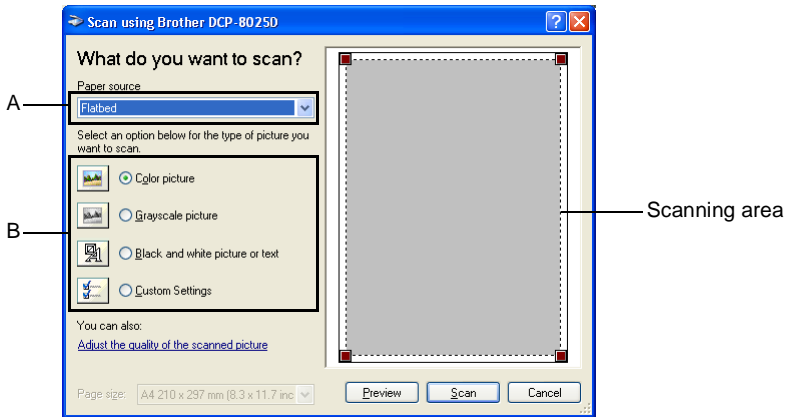 Scan using Brother DCP-8025D
What do you want to scan?
Paper source
A
Flatbed
Select an option below for the type of picture you
want to scan.
Color picture
Grayscale picture
B
Black and white picture or text
Custom Settings
You can also:
Adjust the quality of the scanned picture
Page size: A4 210 x 297 mm (8.3 x 11.7 inc
Preview
Scan
Cancel
Scanning area